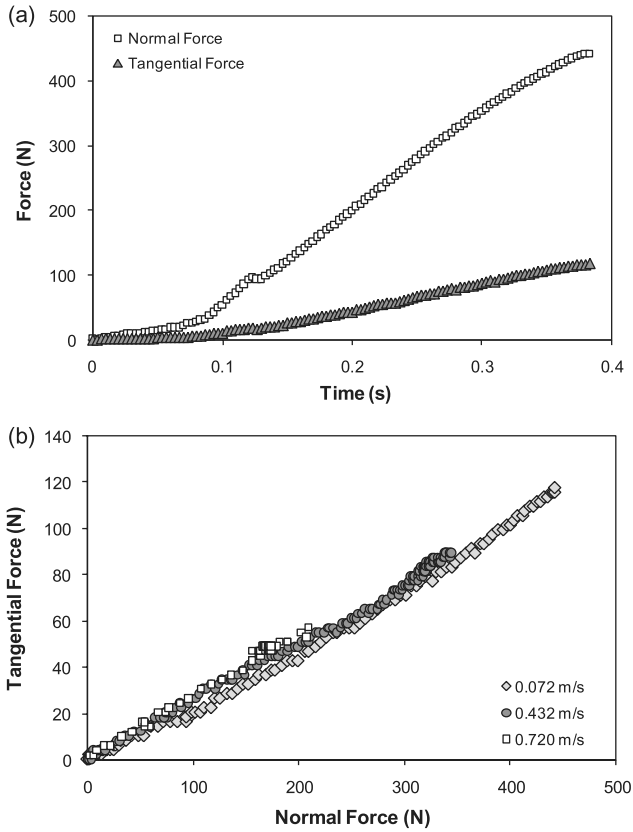 (a)
500
400
300
200
100
0
Force (N)
Normal Force
Tangential Force
0 0.1 0.2 0.3 0.4
Time (s)
(b)
140
120
100
80
60
40
20
0
Tangential Force (N)
0.072 m/s
0.432 m/s
0.720 m/s
0 100 200 300 400 500
Normal Force (N)